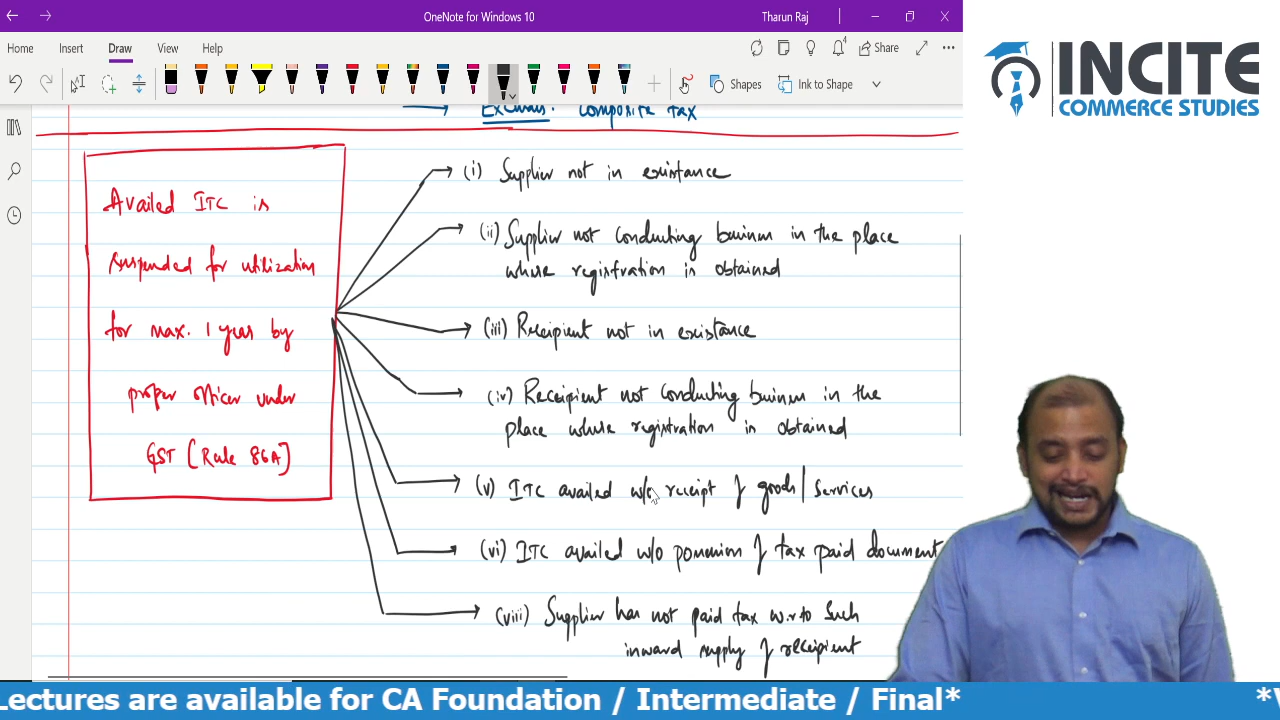 OneNote for Windows 10
Tharun Raj
Home Insert Draw View Help
4
Share
Shapes
Ink to Shape
INCITE
COMMERCE STUDIES
Excludes: composite tax
Availed ITC is
suspended for utilization
for max. 1 year by
proper officer under
GST [Rule 86A]
(i) Supplier not in existance
(ii) Supplier not conducting business in the place
where registration is obtained
(iii) Recipient not in existance
(iv) Receipient not conducting business in the
place where registration is obtained
(v) ITC availed w/o receipt of goods/services
(vi) ITC availed w/o possession of tax paid document
(viii) Supplier has not paid tax w.r.to such
inward supply of recipient
Lectures are available for CA Foundation / Intermediate / Final*